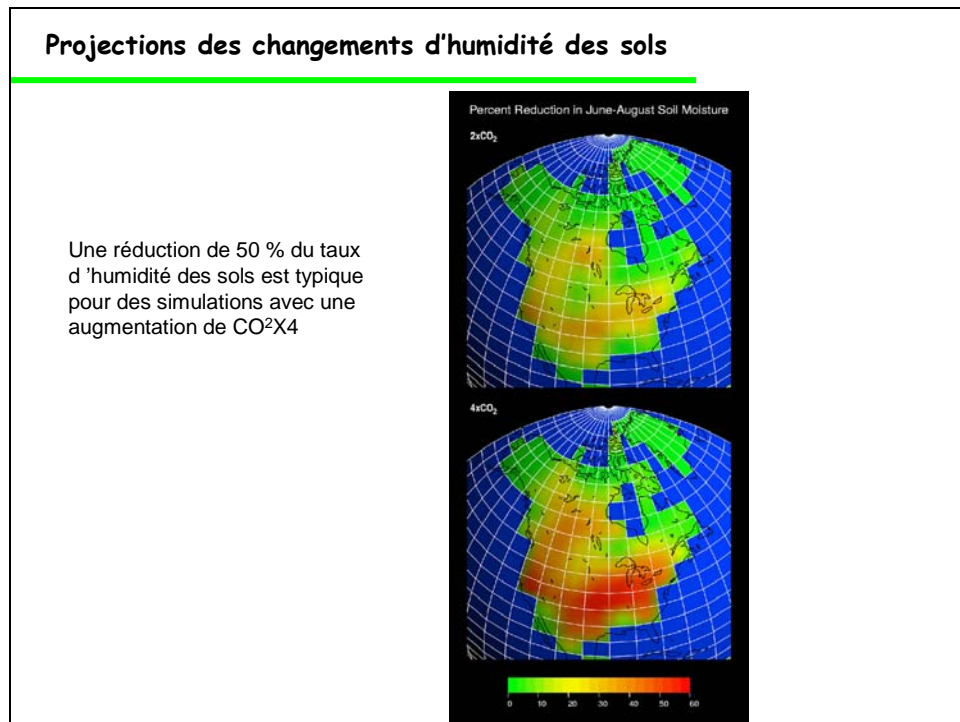 Projections des changements d'humidité des sols
Percent Reduction in June-August Soil Moisture
2xCO₂
Une réduction de 50 % du taux
d ’humidité des sols est typique
pour des simulations avec une
augmentation de CO²X4
4xCO₂
0 10 20 30 40 50 60